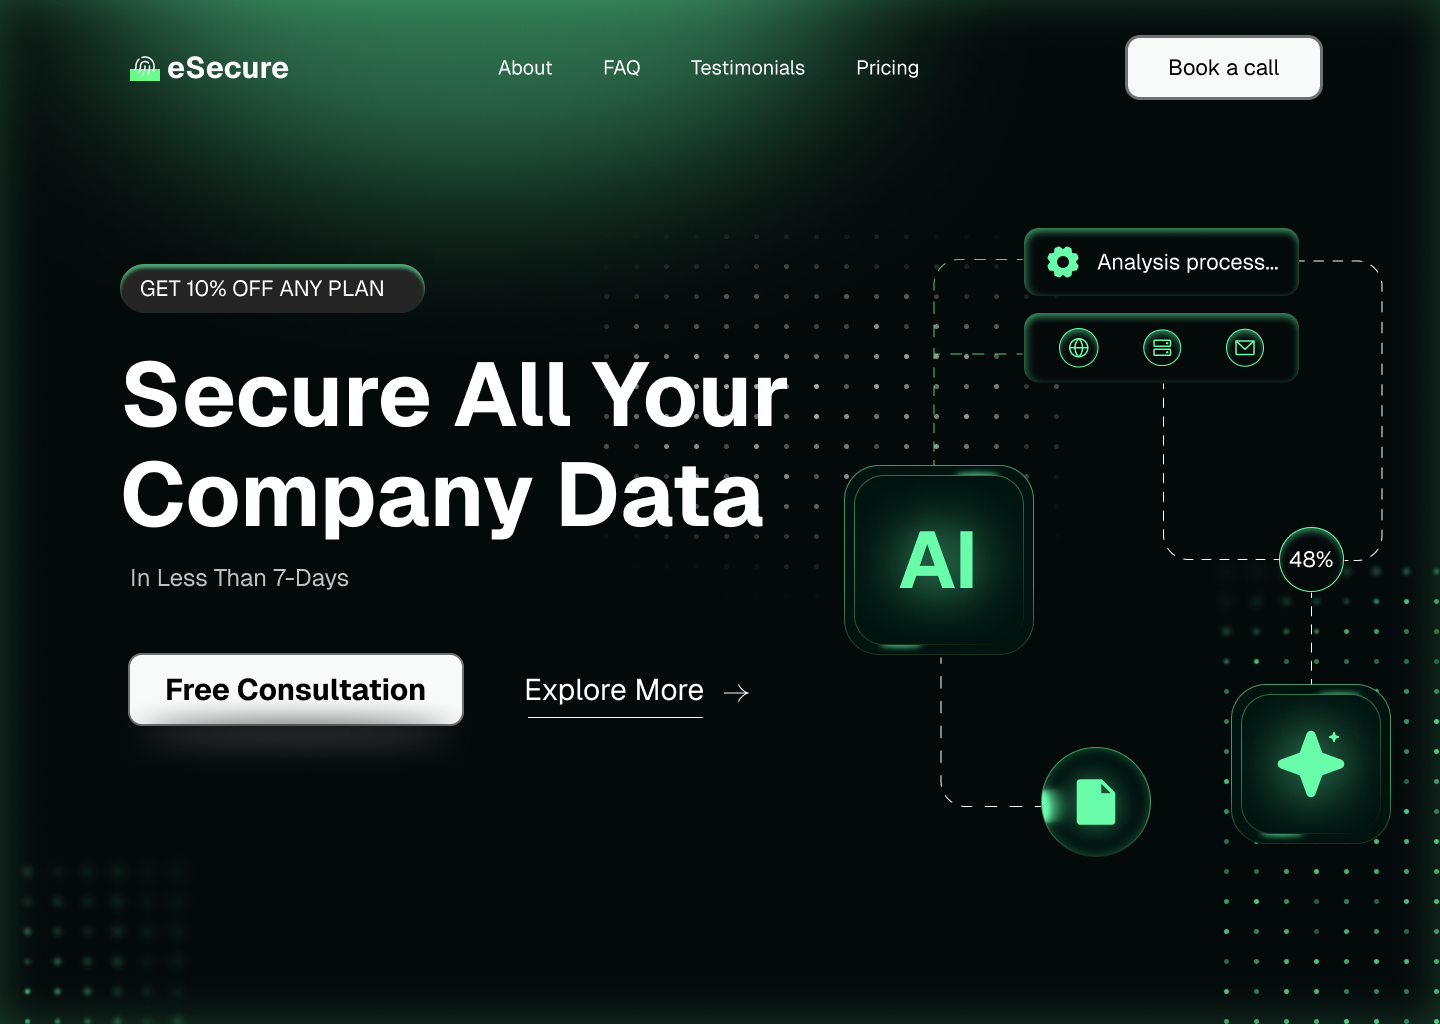 eSecure
About
FAQ
Testimonials
Pricing
Book a call
GET 10% OFF ANY PLAN
Secure All Your
Company Data
In Less Than 7-Days
Free Consultation
Explore More
Analysis process...
AI
48%